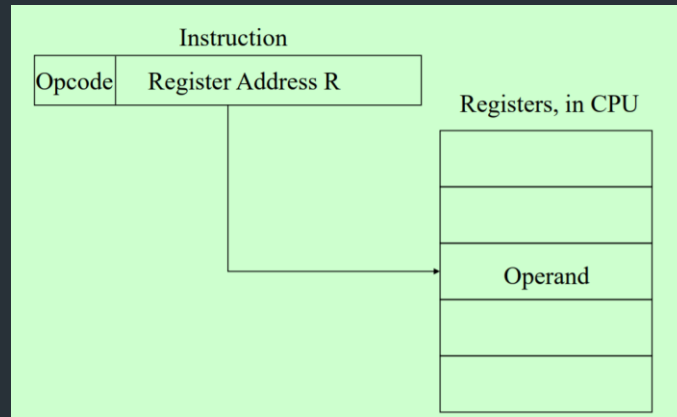 Instruction
Opcode Register Address R
Registers, in CPU
Operand